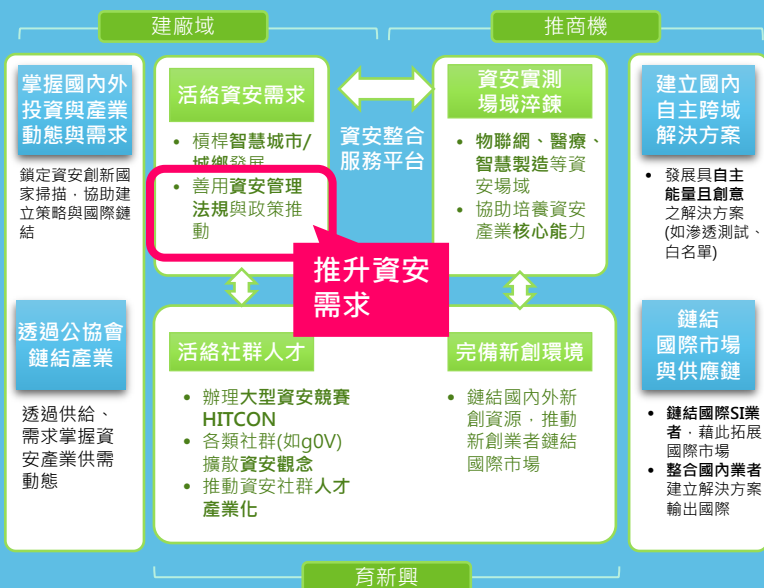 建廠域
推商機
掌握國內外
投資與產業
動態與需求
鎖定資安創新國
家掃描，協助建
立策略與國際鏈
結
透過公協會
鏈結產業
透過供給、
需求掌握資
安產業供需
動態
活絡資安需求
• 槓桿智慧城市/
城鄉發展
• 善用資安管理
法規與政策推
動
推升資安
需求
資安整合
服務平台
資安實測
場域淬鍊
• 物聯網、醫療、
智慧製造等資
安場域
• 協助培養資安
產業核心能力
活絡社群人才
• 辦理大型資安競賽
HITCON
• 各類社群(如g0V)
擴散資安觀念
• 推動資安社群人才
產業化
完備新創環境
• 鏈結國內外新
創資源，推動
新創業者鏈結
國際市場
建立國內
自主跨域
解決方案
• 發展具自主
能量且創意
之解決方案
(如滲透測試、
白名單)
鏈結
國際市場
與供應鏈
• 鏈結國際SI業
者，藉此拓展
國際市場
• 整合國內業者
建立解決方案
輸出國際
育新興